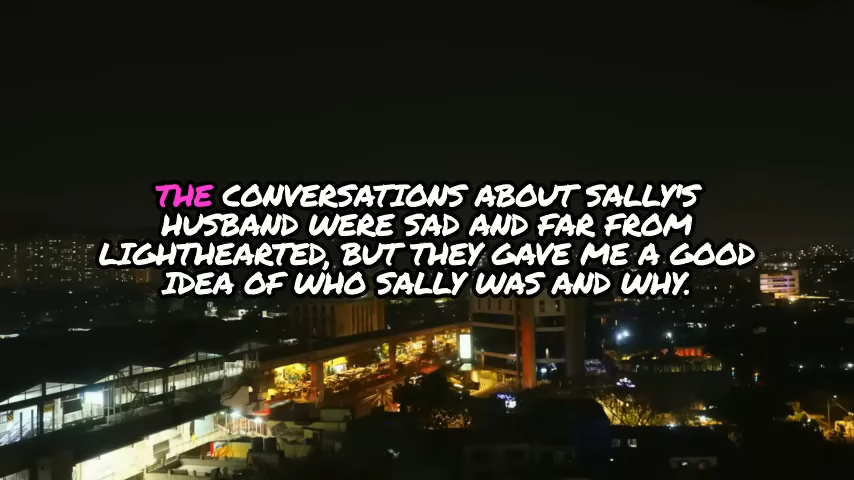 THE CONVERSATIONS ABOUT SALLY'S
HUSBAND WERE SAD AND FAR FROM
LIGHTHEARTED, BUT THEY GAVE ME A GOOD
IDEA OF WHO SALLY WAS AND WHY.